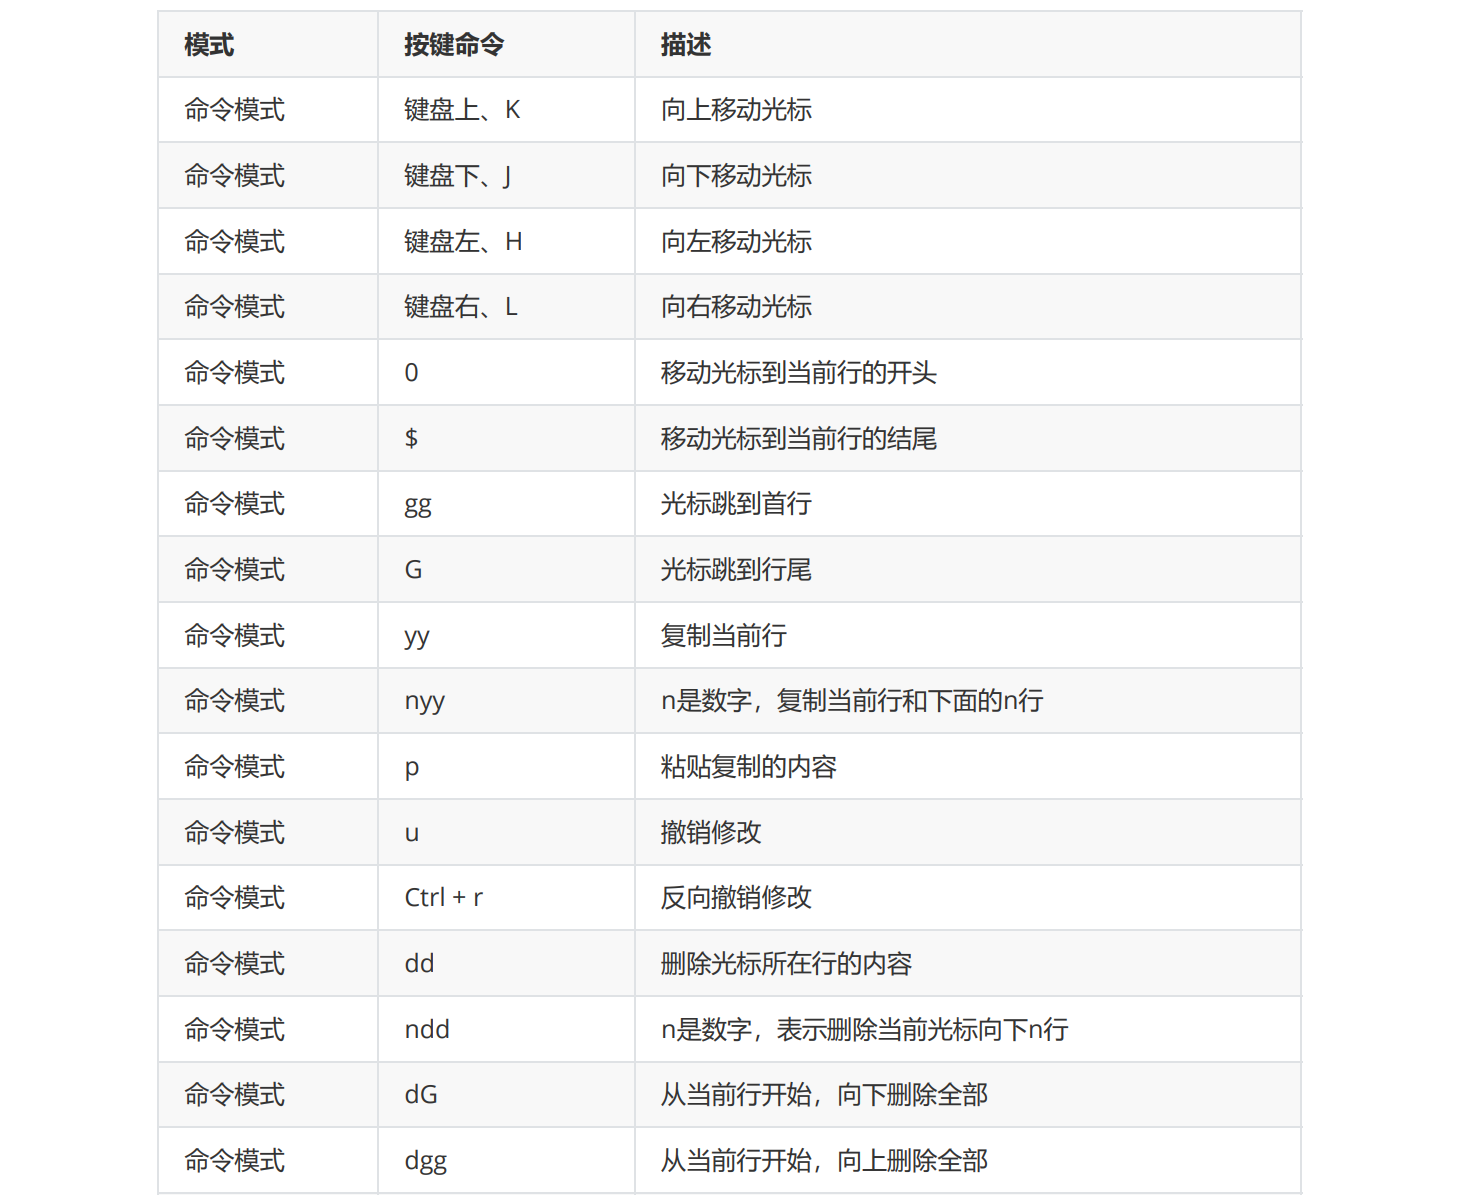 模式 按键命令 描述
命令模式 键盘上、K 向上移动光标
命令模式 键盘下、J 向下移动光标
命令模式 键盘左、H 向左移动光标
命令模式 键盘右、L 向右移动光标
命令模式 0 移动光标到当前行的开头
命令模式 $ 移动光标到当前行的结尾
命令模式 gg 光标跳到首行
命令模式 G 光标跳到行尾
命令模式 yy 复制当前行
命令模式 nyy n是数字，复制当前行和下面的n行
命令模式 p 粘贴复制的内容
命令模式 u 撤销修改
命令模式 Ctrl + r 反向撤销修改
命令模式 dd 删除光标所在行的内容
命令模式 ndd n是数字，表示删除当前光标向下n行
命令模式 dG 从当前行开始，向下删除全部
命令模式 dgg 从当前行开始，向上删除全部